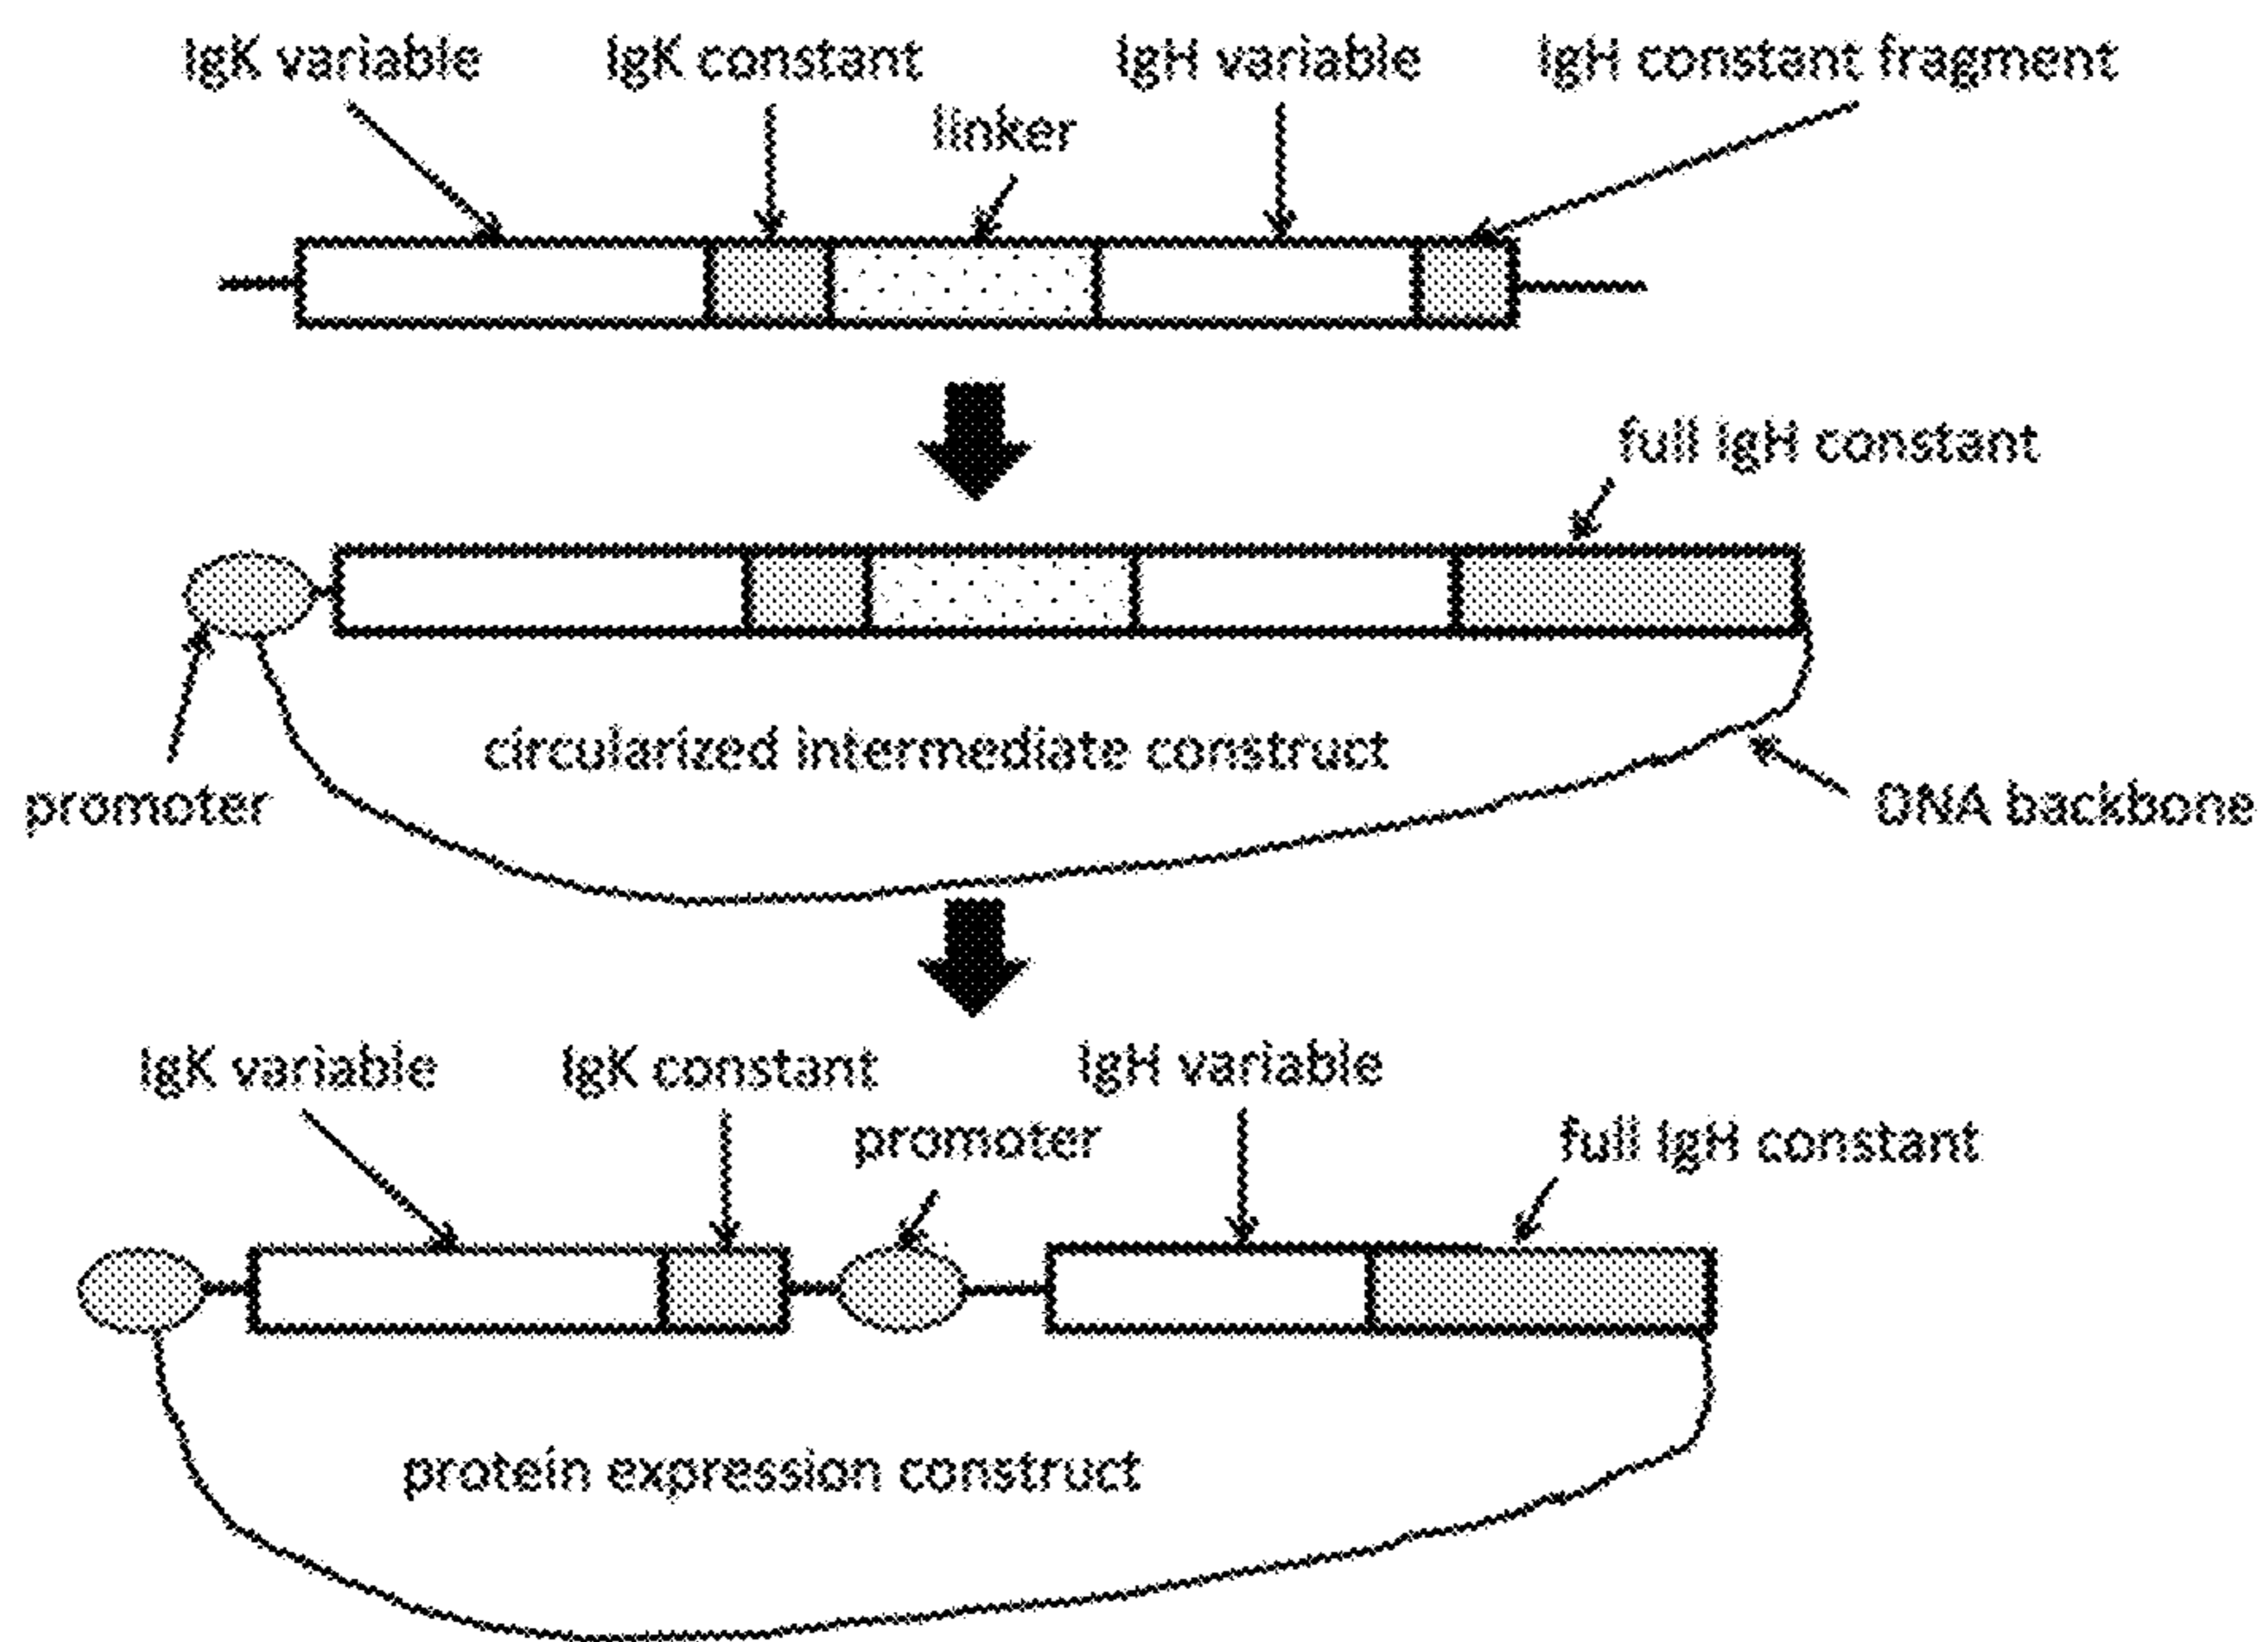 IgK variable
IgK constant
IgH variable
IgH constant fragment
linker
full IgH constant
circularized intermediate construct
promoter
DNA backbone
IgK variable
IgK constant
IgH variable
promoter
full IgH constant
protein expression construct